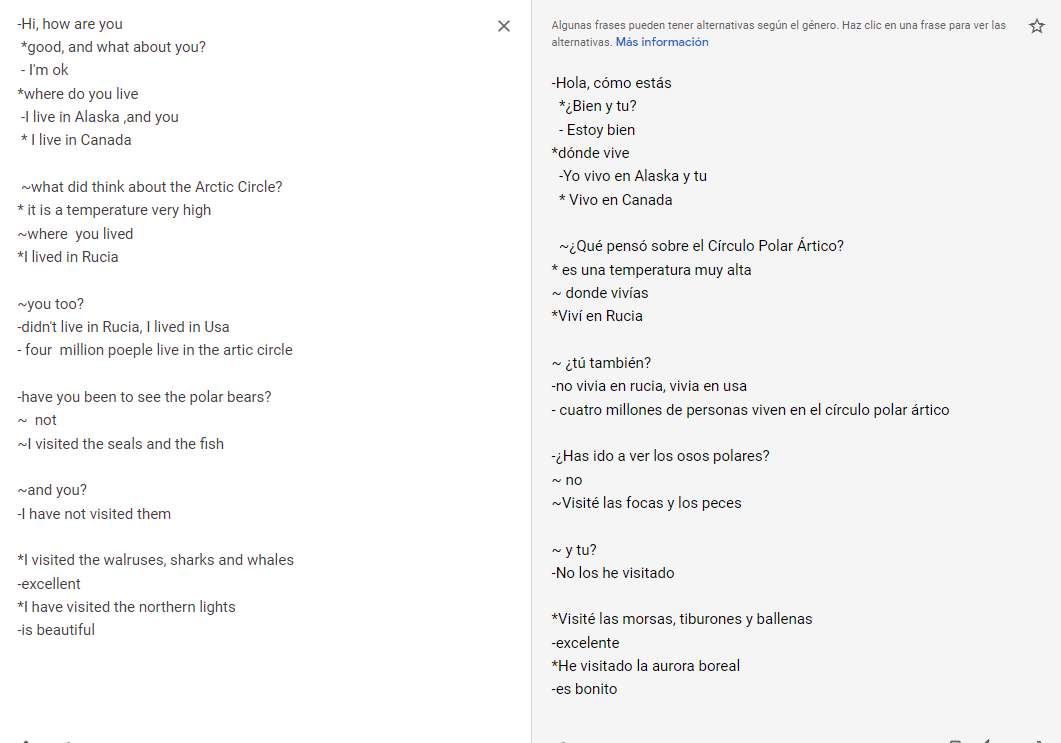 -Hi, how are you
*good, and what about you?
- I'm ok
*where do you live
-I live in Alaska ,and you
* I live in Canada
~what did think about the Arctic Circle?
* it is a temperature very high
~where  you lived
*I lived in Rucia
~you too?
-didn't live in Rucia, I lived in Usa
- four  million poeple live in the artic circle
-have you been to see the polar bears?
~  not
~I visited the seals and the fish
~and you?
-I have not visited them
*I visited the walruses, sharks and whales
-excellent
*I have visited the northern lights
-is beautiful
Algunas frases pueden tener alternativas según el género. Haz clic en una frase para ver las
alternativas. Más información
-Hola, cómo estás
*¿Bien y tu?
- Estoy bien
*dónde vive
-Yo vivo en Alaska y tu
* Vivo en Canada
~¿Qué pensó sobre el Círculo Polar Ártico?
* es una temperatura muy alta
~ donde vivías
*Viví en Rucia
~ ¿tú también?
-no vivia en rucia, vivia en usa
- cuatro millones de personas viven en el círculo polar ártico
-¿Has ido a ver los osos polares?
~ no
~Visité las focas y los peces
~ y tu?
-No los he visitado
*Visité las morsas, tiburones y ballenas
-excelente
*He visitado la aurora boreal
-es bonito